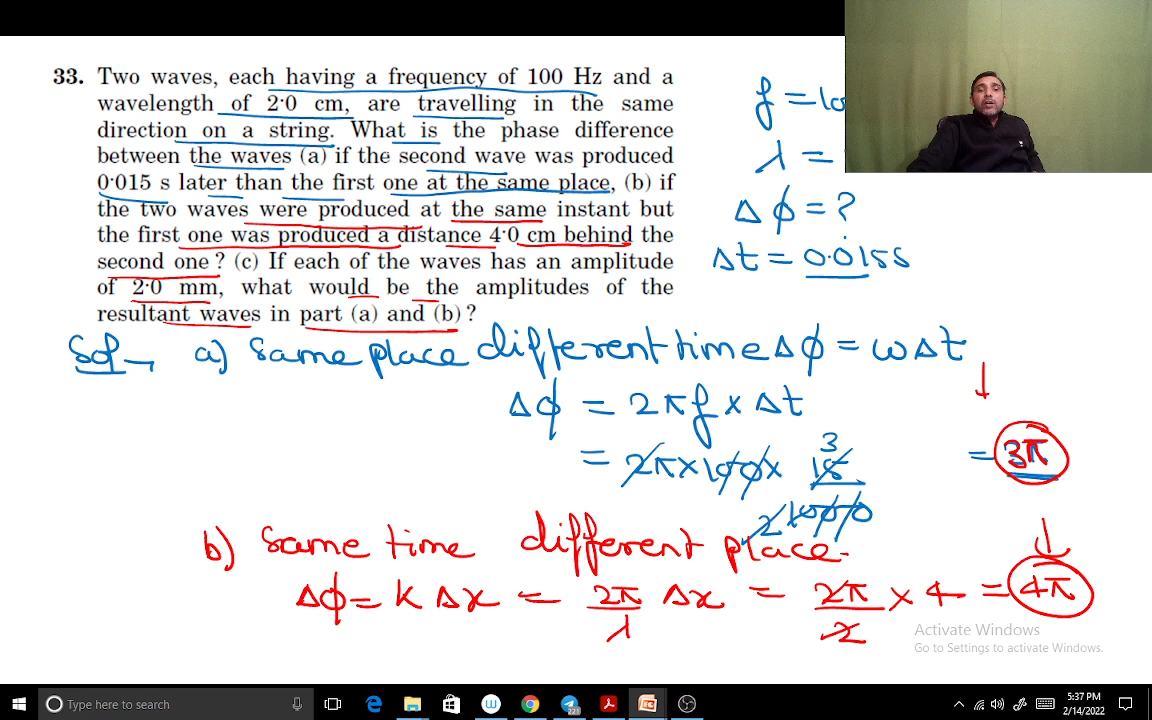 33. Two waves, each having a frequency of 100 Hz and a
wavelength of 2·0 cm, are travelling in the same
direction on a string. What is the phase difference
between the waves (a) if the second wave was produced
0·015 s later than the first one at the same place, (b) if
the two waves were produced at the same instant but
the first one was produced a distance 4·0 cm behind the
second one ? (c) If each of the waves has an amplitude
of 2·0 mm, what would be the amplitudes of the
resultant waves in part (a) and (b) ?
f = 10
λ =
Δϕ = ?
Δt = 0.015s
Sol → a) Same place different time Δϕ = ωΔt
Δϕ = 2πf × Δt
= 2π × 100 × 15/1000 = 3π
3
2
b) Same time different place.
Δϕ = K Δx = 2π/λ Δx = 2π/2 × 4 = 4π
Activate Windows
Go to Settings to activate Windows.
Type here to search
221
5:37 PM
2/14/2022